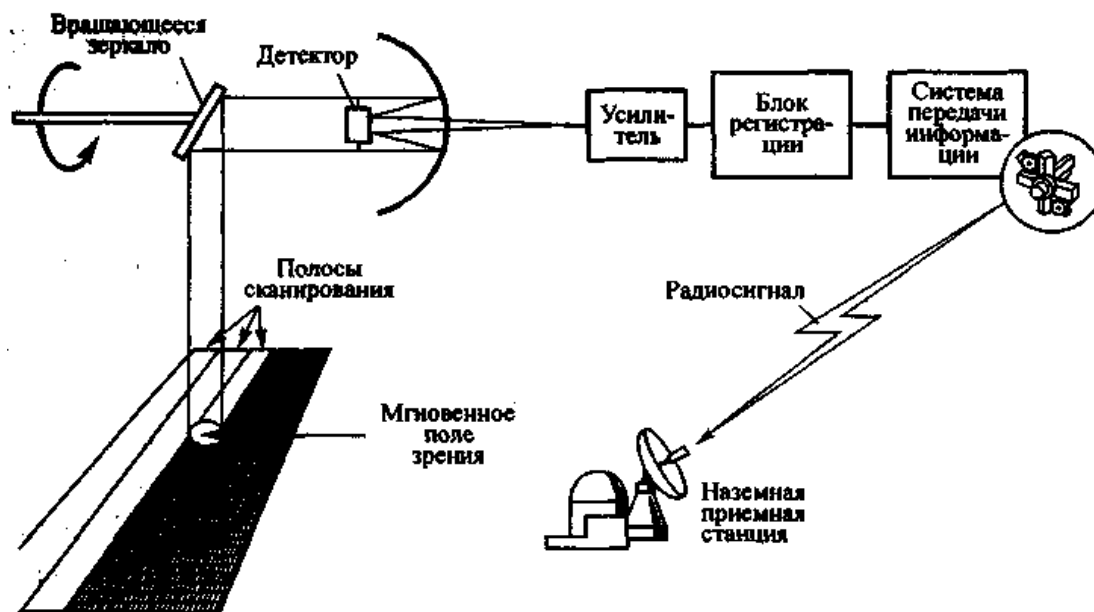 Вращающееся
зеркало
Детектор
Усили-
тель
Блок
регистра-
ции
Система
передачи
информа-
ции
Полосы
сканирования
Радиосигнал
Мгновенное
поле
зрения
Наземная
приемная
станция